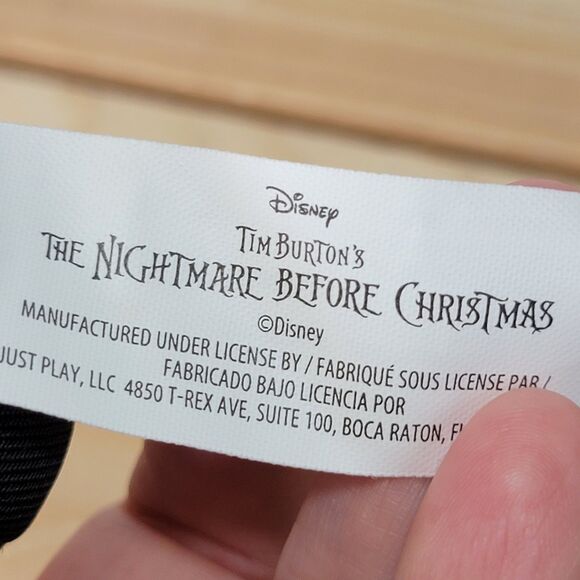 Disney
TIM BURTON'S
THE NIGHTMARE BEFORE CHRISTMAS
©Disney
MANUFACTURED UNDER LICENSE BY / FABRIQUÉ SOUS LICENSE PAR /
FABRICADO BAJO LICENCIA POR
JUST PLAY, LLC 4850 T-REX AVE, SUITE 100, BOCA RATON,